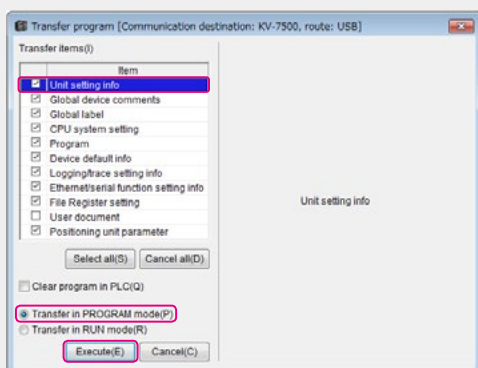 Transfer program [Communication destination: KV-7500, route: USB]
Transfer items(I)
Item
Unit setting info
Global device comments
Global label
CPU system setting
Program
Device default info
Logging/trace setting info
Ethernet/serial function setting info
File Register setting
User document
Positioning unit parameter
Select all(S) Cancel all(D)
Clear program in PLC(Q)
Transfer in PROGRAM mode(P)
Transfer in RUN mode(R)
Execute(E) Cancel(C)
Unit setting info